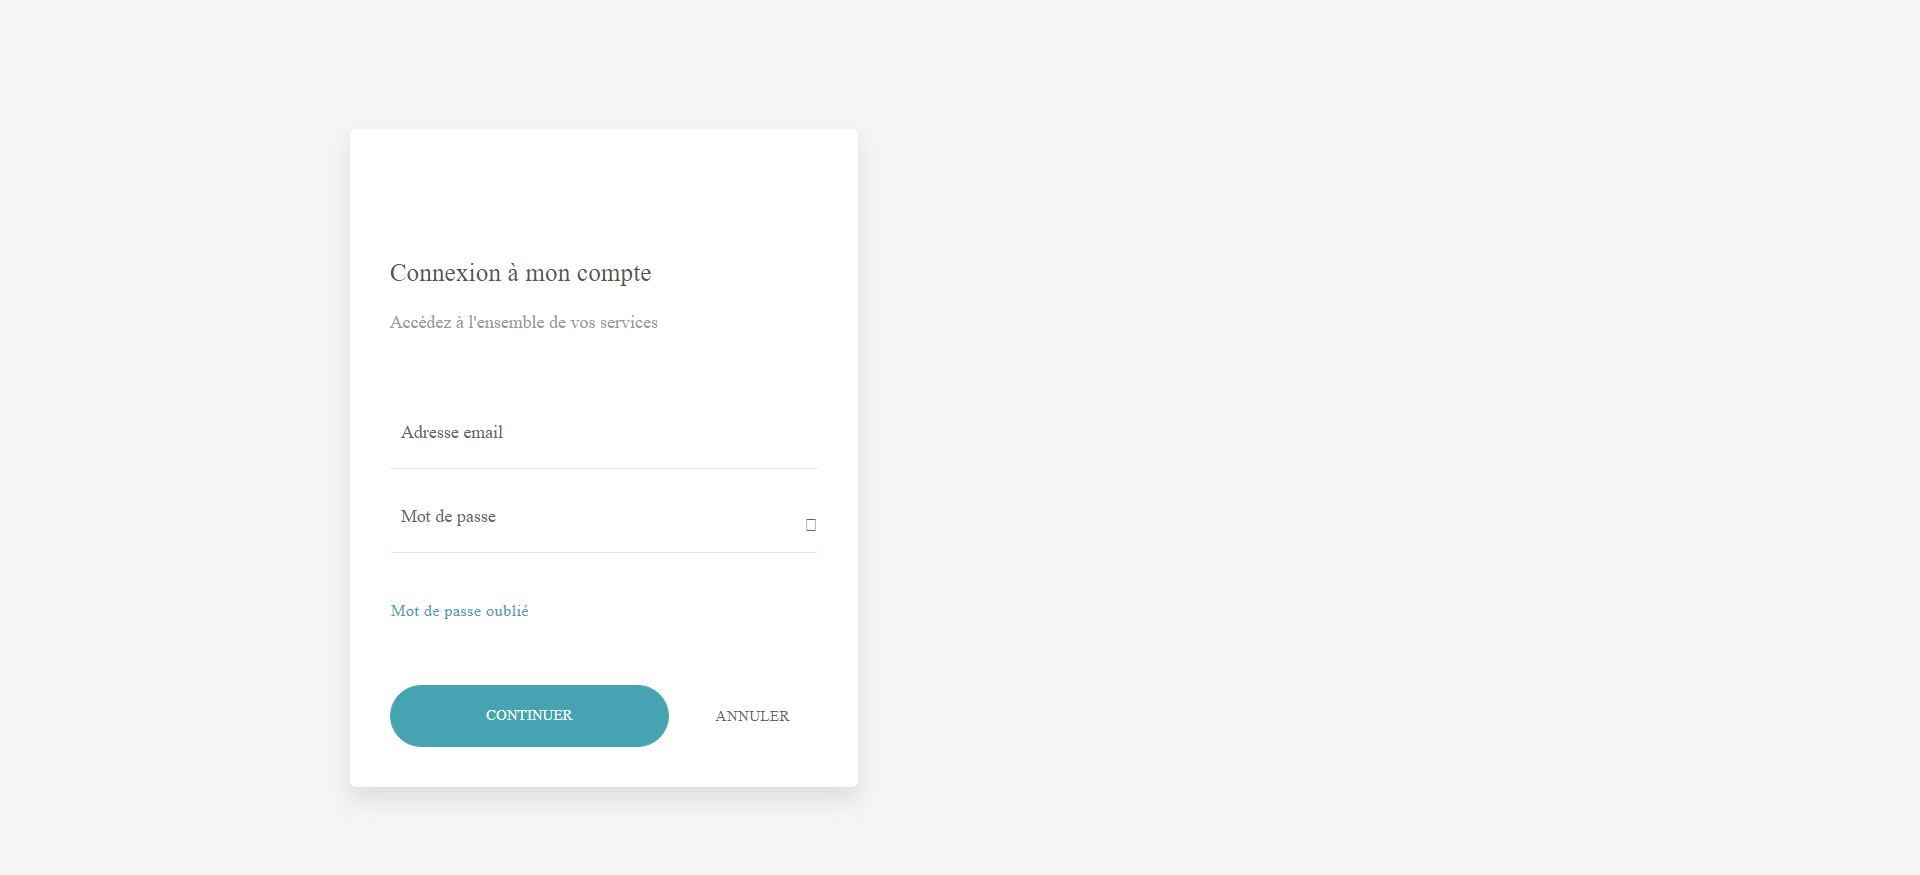 Connexion à mon compte
Accédez à l'ensemble de vos services
Adresse email
Mot de passe
Mot de passe oublié
CONTINUER
ANNULER